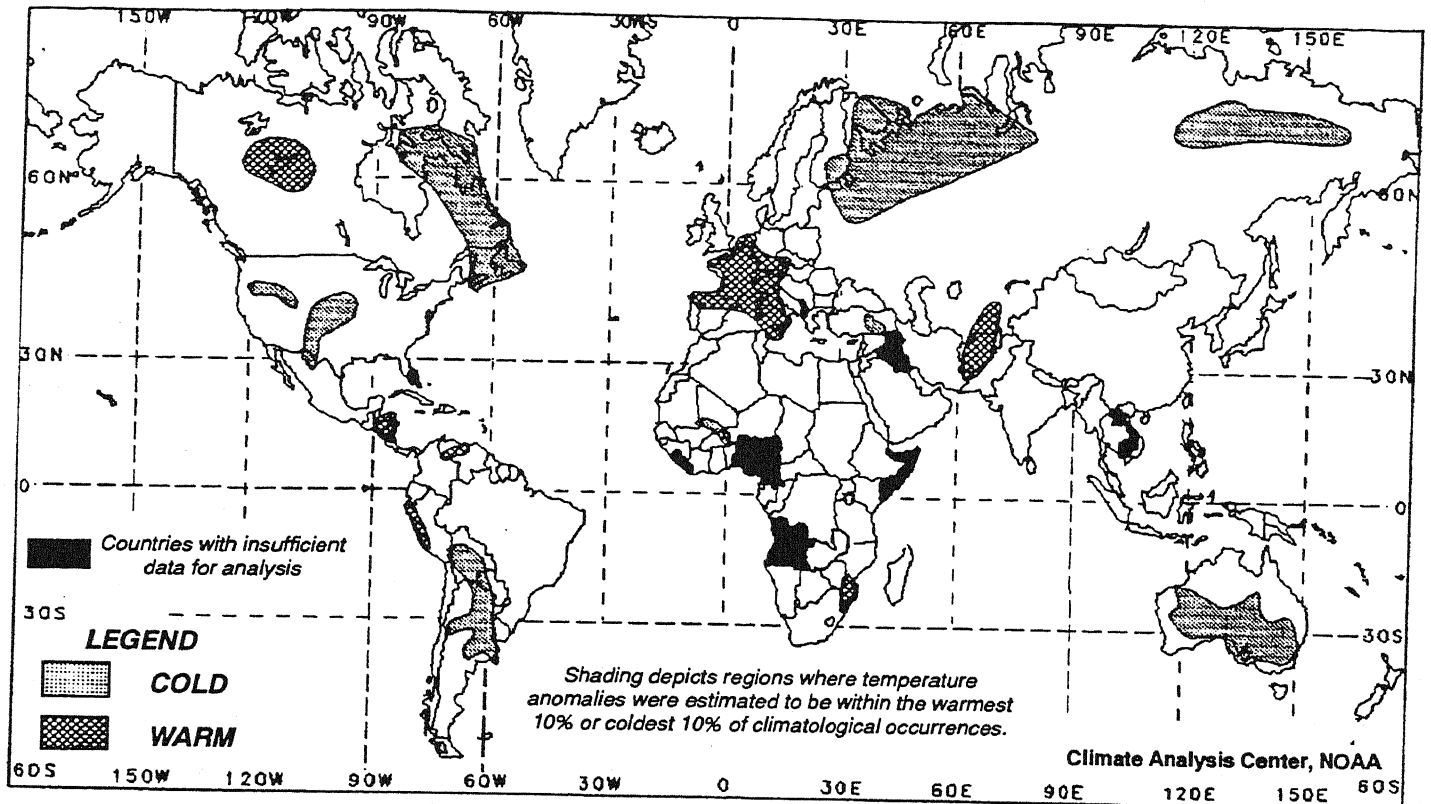 150W 120W 90W 60W 30W 0 30E 60E 90E 120E 150E
60N 60N
30N 30N
0 0
Countries with insufficient
data for analysis
30S 30S
LEGEND
COLD
WARM
Shading depicts regions where temperature
anomalies were estimated to be within the warmest
10% or coldest 10% of climatological occurrences.
Climate Analysis Center, NOAA
60S 150W 120W 90W 60W 30W 0 30E 60E 90E 120E 150E 60S